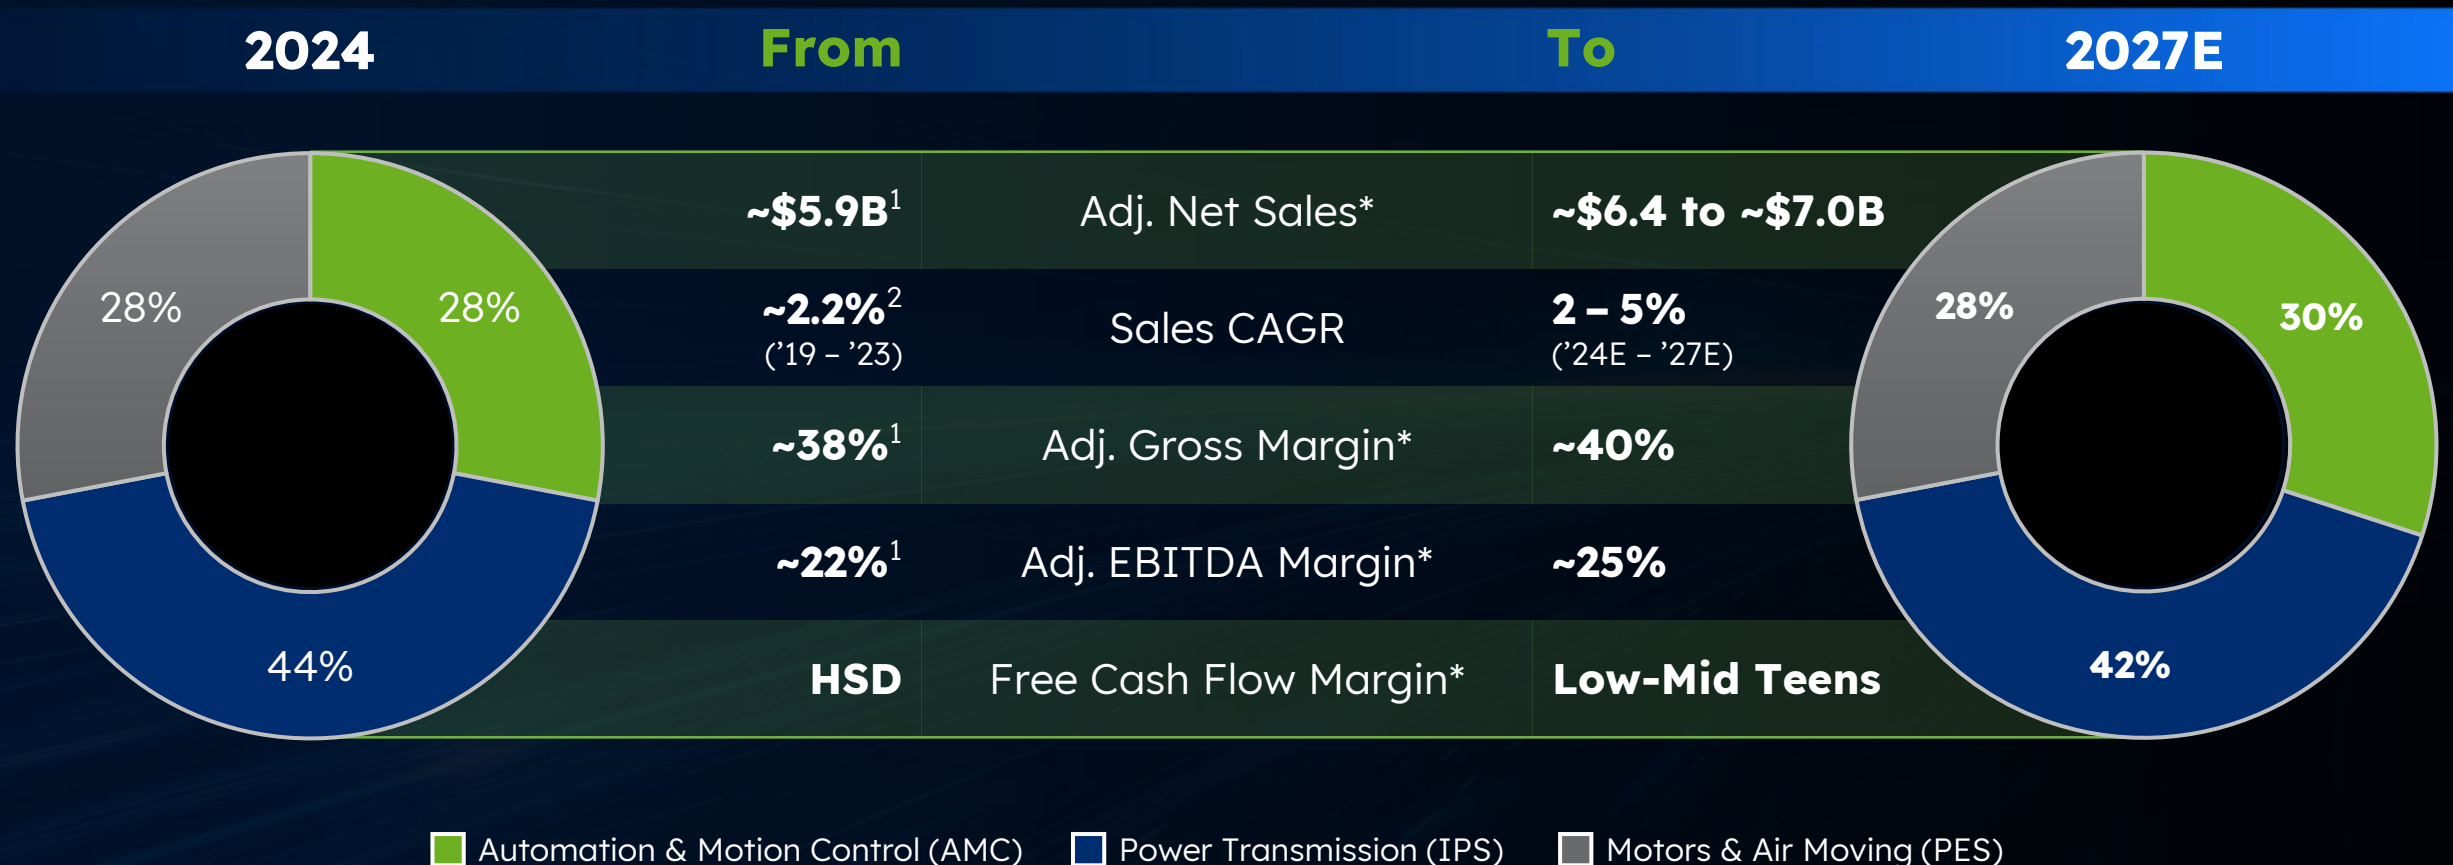 2024 From To 2027E
~$5.9B1 Adj. Net Sales* ~$6.4 to ~$7.0B
28% 28% ~2.2%2 Sales CAGR 2 – 5% 28% 30%
(’19 – ’23) (’24E – ’27E)
~38%1 Adj. Gross Margin* ~40%
~22%1 Adj. EBITDA Margin* ~25%
44% HSD Free Cash Flow Margin* Low-Mid Teens 42%
Automation & Motion Control (AMC) Power Transmission (IPS) Motors & Air Moving (PES)